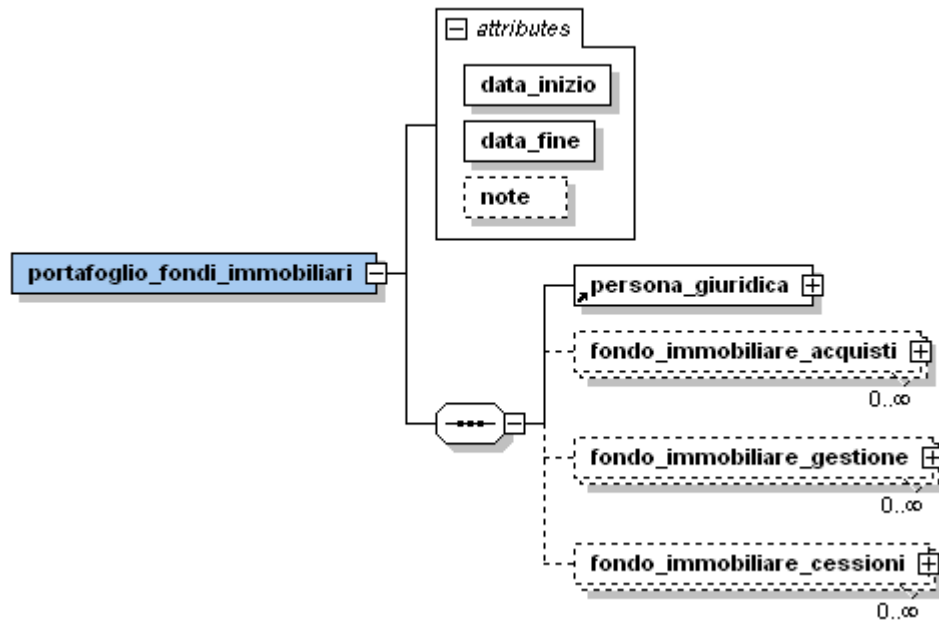 attributes
data_inizio
data_fine
note
portafoglio_fondi_immobiliari
persona_giuridica
fondo_immobiliare_acquisti
0..∞
fondo_immobiliare_gestione
0..∞
fondo_immobiliare_cessioni
0..∞